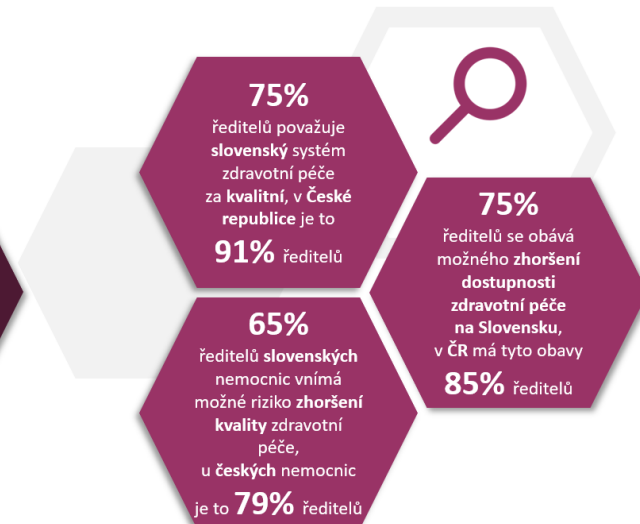 75%
ředitelů považuje
slovenský systém
zdravotní péče
za kvalitní, v České
republice je to
91% ředitelů
75%
ředitelů se obává
možného zhoršení
dostupnosti
zdravotní péče
na Slovensku,
v ČR má tyto obavy
85% ředitelů
65%
ředitelů slovenských
nemocnic vnímá
možné riziko zhoršení
kvality zdravotní
péče,
u českých nemocnic
je to 79% ředitelů